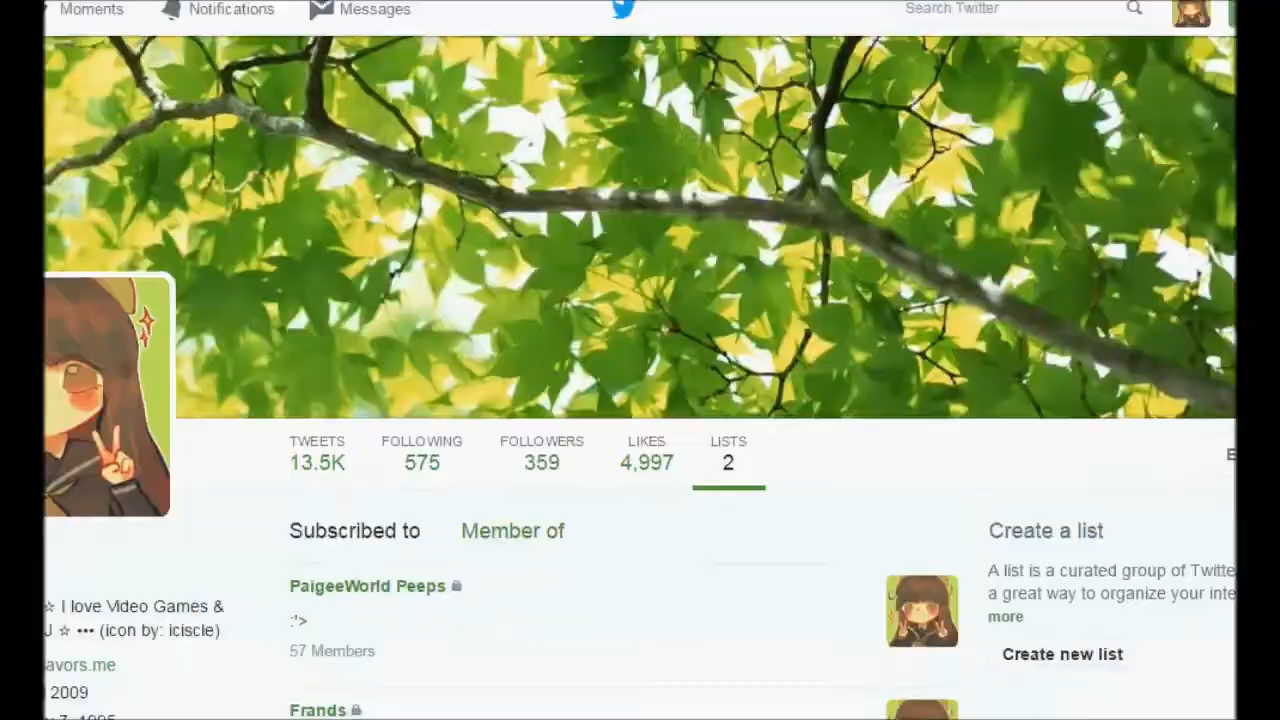 Moments Notifications Messages Search Twitter
TWEETS FOLLOWING FOLLOWERS LIKES LISTS
13.5K 575 359 4,997 2
Subscribed to Member of
PaigeeWorld Peeps
:'>
57 Members
Frands
Create a list
A list is a curated group of Twitte
a great way to organize your inte
more
Create new list
☆ I love Video Games &
J ☆ ••• (icon by: iciscle)
avors.me
2009